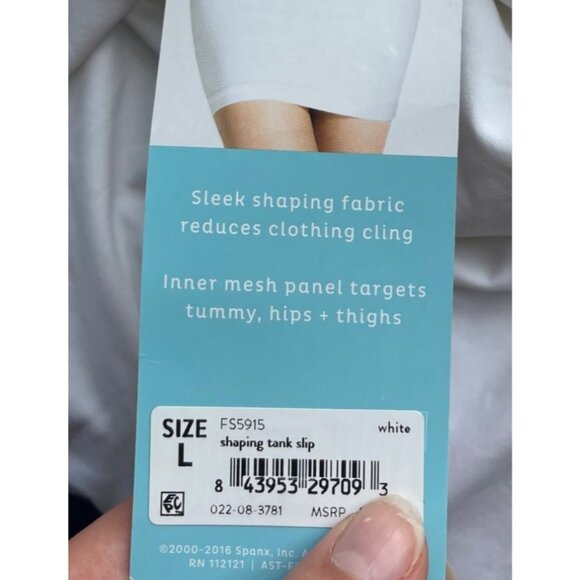 Sleek shaping fabric
reduces clothing cling
Inner mesh panel targets
tummy, hips + thighs
SIZE
L
FS5915
white
shaping tank slip
8 43953 29709 3
022-08-3781
MSRP
©2000-2016 Spanx, Inc.
RN 112121 |